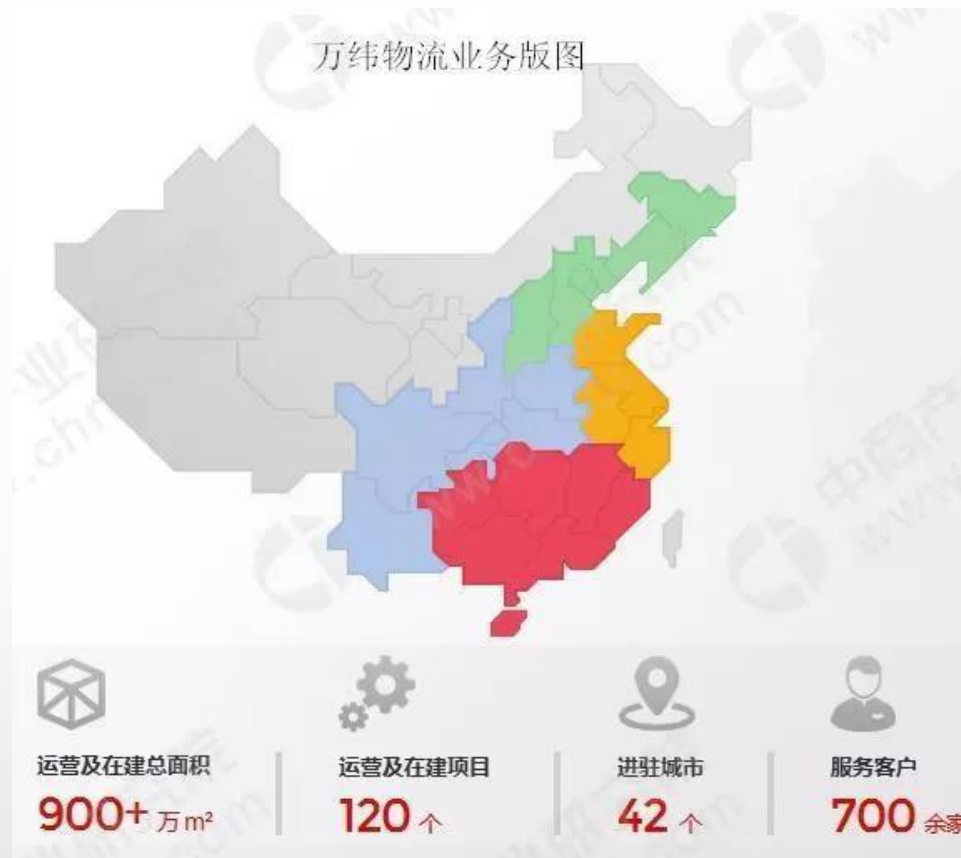 万纬物流业务版图
运营及在建总面积
900+ 万m²
运营及在建项目
120 个
进驻城市
42 个
服务客户
700 余家